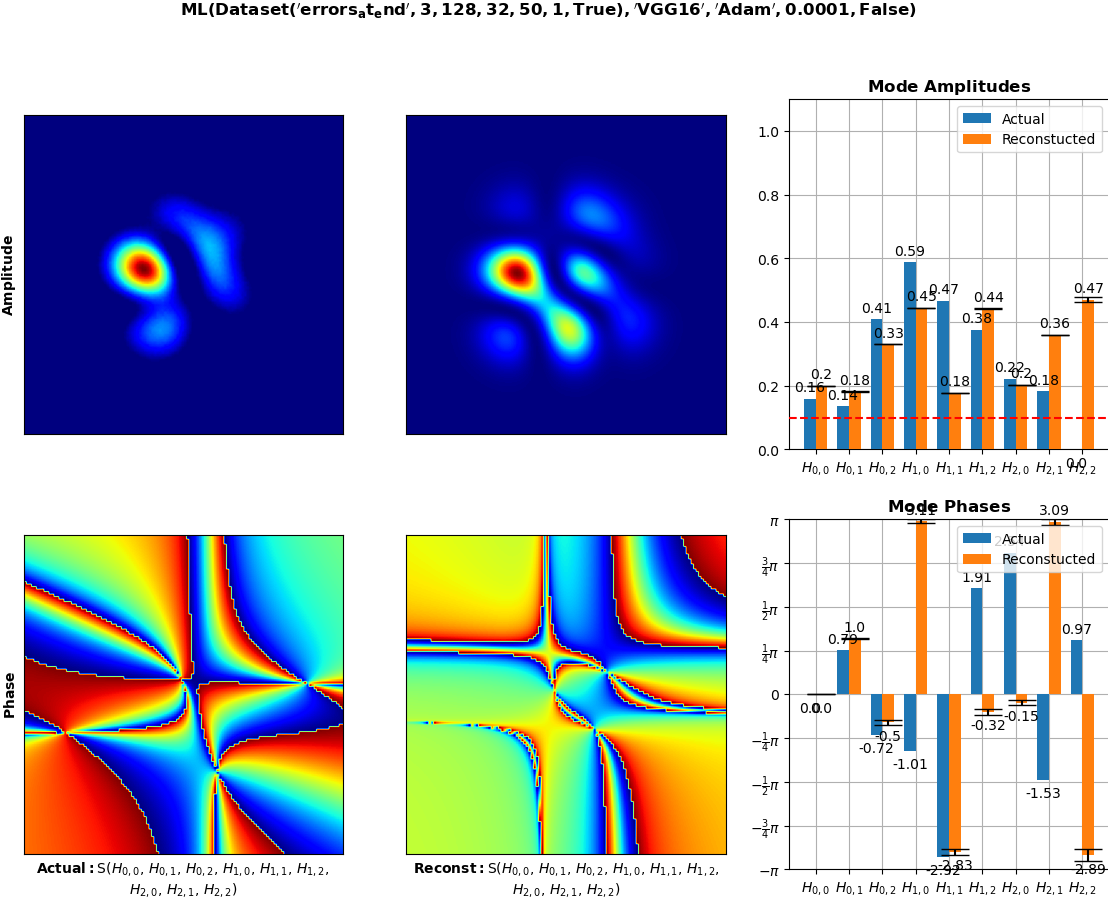 ML(Dataset('errors_at_end', 3, 128, 32, 50, 1, True), 'VGG16', 'Adam', 0.0001, False)
Amplitude
Mode Amplitudes
Actual
Reconstucted
1.0
0.8
0.6
0.4
0.2
0.0
0.16
0.2
0.14
0.18
0.41
0.33
0.59
0.45
0.47
0.18
0.38
0.44
0.22
0.2
0.18
0.36
0.0
0.47
H0,0 H0,1 H0,2 H1,0 H1,1 H1,2 H2,0 H2,1 H2,2
Phase
Mode Phases
Actual
Reconstucted
π
3/4π
1/2π
1/4π
0
−1/4π
−1/2π
−3/4π
−π
0.0
0.0
0.79
1.0
-0.72
-0.5
-1.01
3.11
-2.92
-2.83
1.91
-0.32
-0.15
-1.53
3.09
0.97
2.89
H0,0 H0,1 H0,2 H1,0 H1,1 H1,2 H2,0 H2,1 H2,2
Actual: S(H0,0, H0,1, H0,2, H1,0, H1,1, H1,2,
H2,0, H2,1, H2,2)
Reconst: S(H0,0, H0,1, H0,2, H1,0, H1,1, H1,2,
H2,0, H2,1, H2,2)